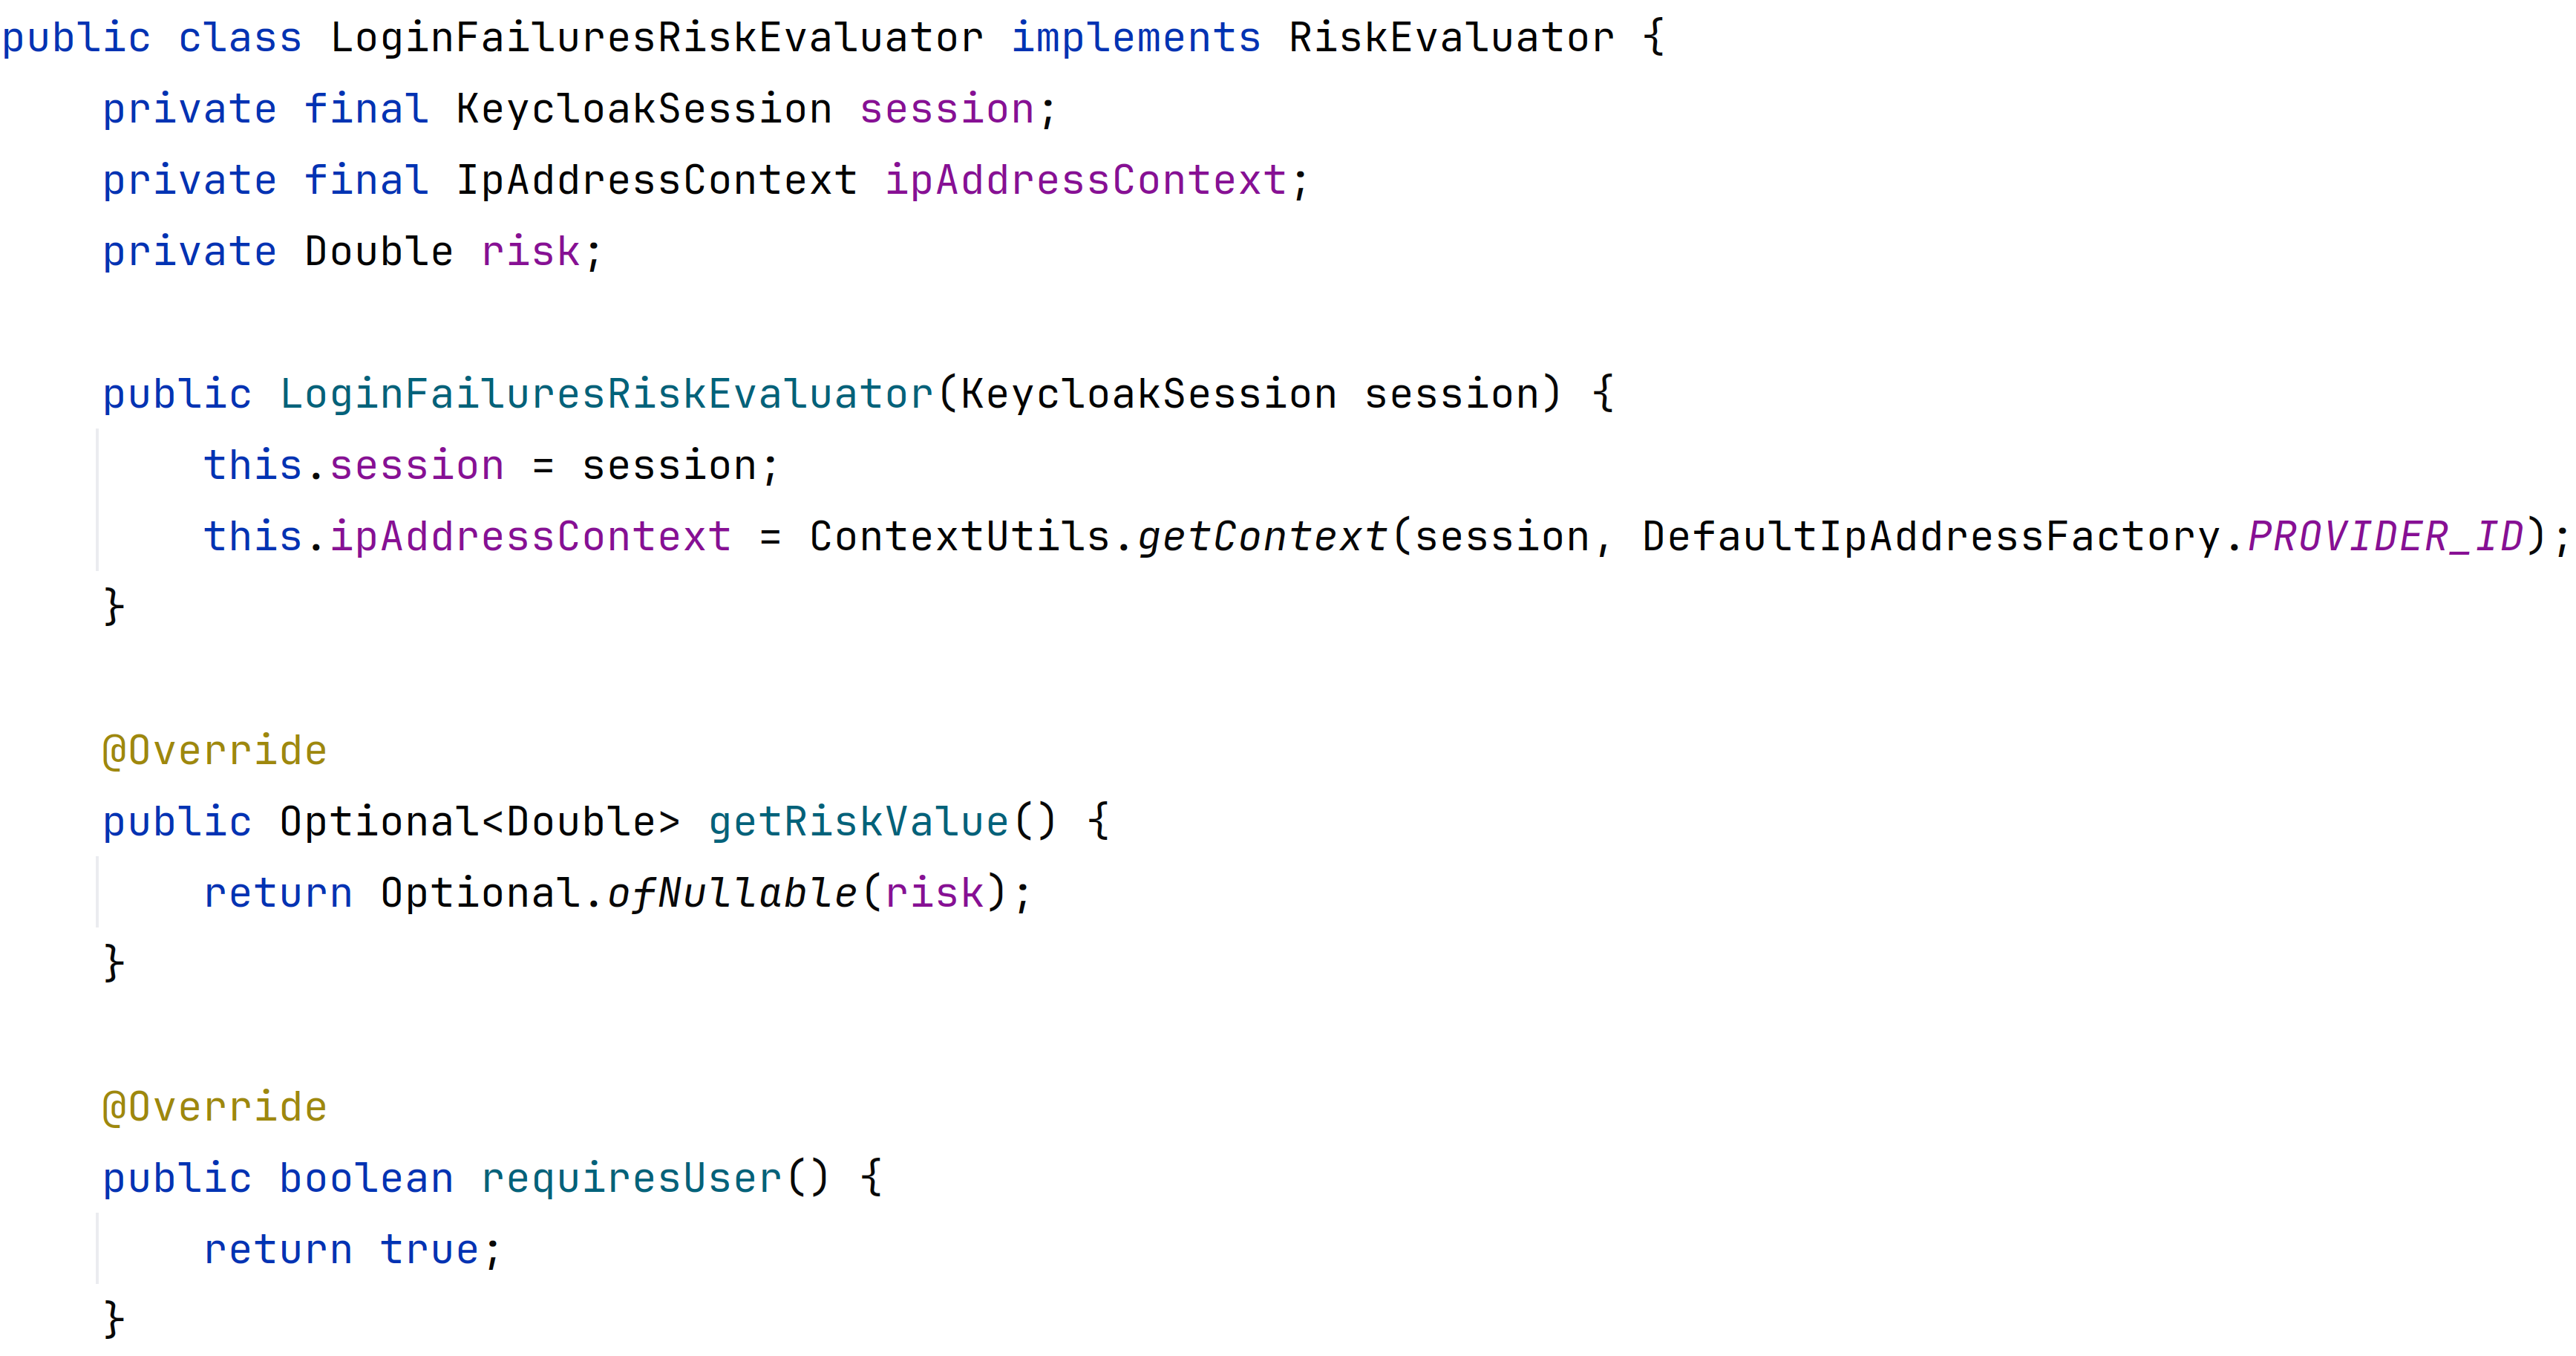 public class LoginFailuresRiskEvaluator implements RiskEvaluator {
    private final KeycloakSession session;
    private final IpAddressContext ipAddressContext;
    private Double risk;

    public LoginFailuresRiskEvaluator(KeycloakSession session) {
        this.session = session;
        this.ipAddressContext = ContextUtils.getContext(session, DefaultIpAddressFactory.PROVIDER_ID);
    }

    @Override
    public Optional<Double> getRiskValue() {
        return Optional.ofNullable(risk);
    }

    @Override
    public boolean requiresUser() {
        return true;
    }